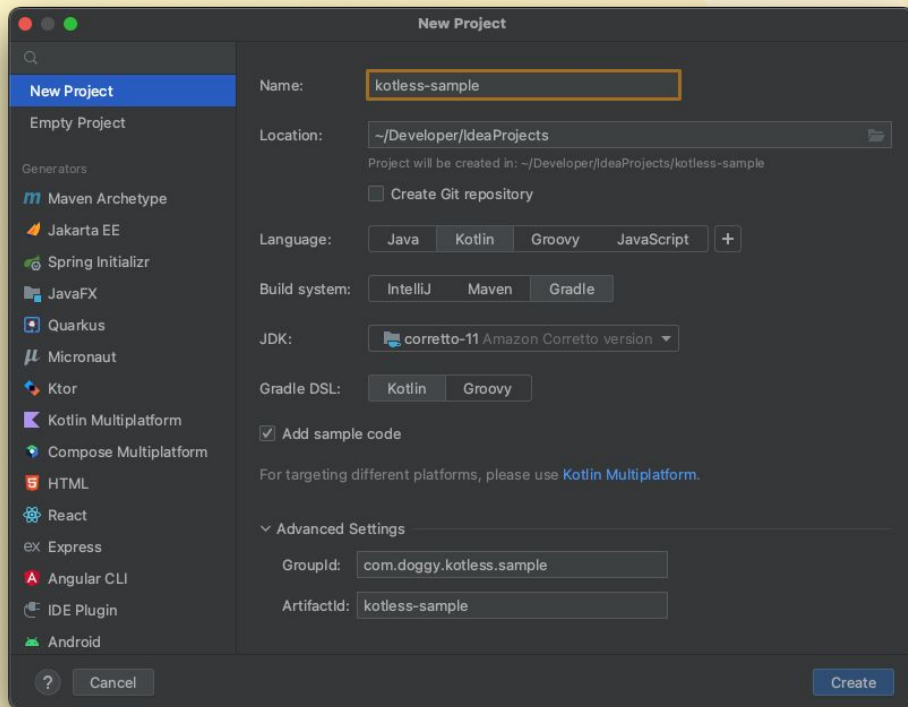 New Project
New Project
Empty Project
Generators
Maven Archetype
Jakarta EE
Spring Initializr
JavaFX
Quarkus
Micronaut
Ktor
Kotlin Multiplatform
Compose Multiplatform
HTML
React
Express
Angular CLI
IDE Plugin
Android
Name: kotless-sample
Location: ~/Developer/IdeaProjects
Project will be created in: ~/Developer/IdeaProjects/kotless-sample
Create Git repository
Language: Java Kotlin Groovy JavaScript +
Build system: IntelliJ Maven Gradle
JDK: corretto-11 Amazon Corretto version
Gradle DSL: Kotlin Groovy
Add sample code
For targeting different platforms, please use Kotlin Multiplatform.
Advanced Settings
GroupId: com.doggy.kotless.sample
ArtifactId: kotless-sample
? Cancel Create